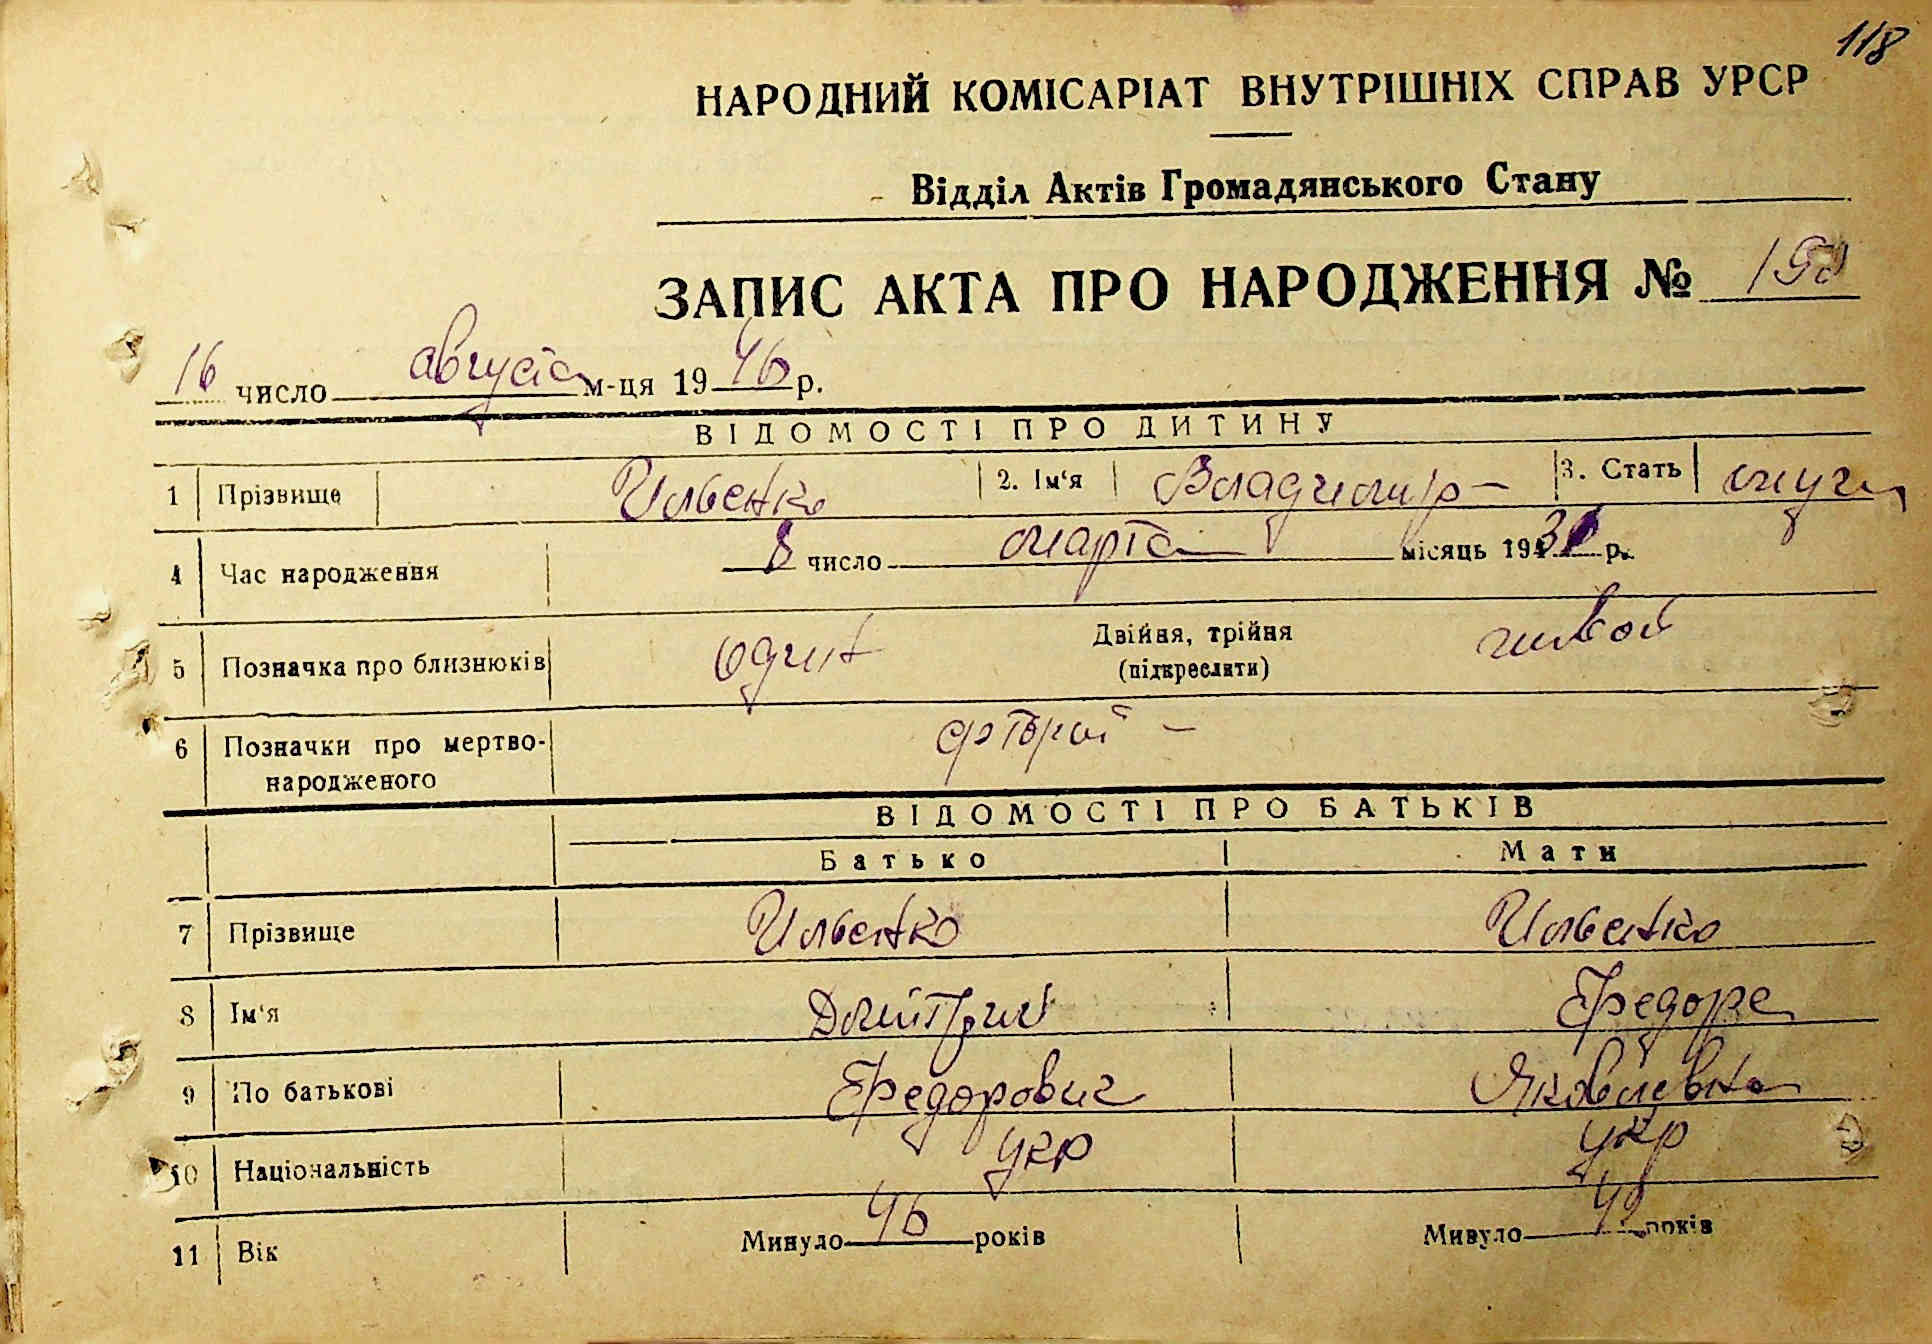 118
НАРОДНИЙ КОМІСАРІАТ ВНУТРІШНІХ СПРАВ УРСР
Відділ Актів Громадянського Стану
ЗАПИС АКТА ПРО НАРОДЖЕННЯ №
16 число августа м-ця 1946 р.
ВІДОМОСТІ ПРО ДИТИНУ
1 Прізвище Ильенко 2. Ім'я Владимир 3. Стать муж
4 Час народження 8 число марта місяць 19 р.
5 Позначка про близнюків один Двійня, трійня живой
(підкреслити)
6 Позначки про мертво-
народженого
ВІДОМОСТІ ПРО БАТЬКІВ
Батько Мати
7 Прізвище Ильенко Ильенко
8 Ім'я Дмитрий Федора
9 По батькові Федорович Яковлевна
10 Національність укр укр
11 Вік Минуло 46 років Минуло років